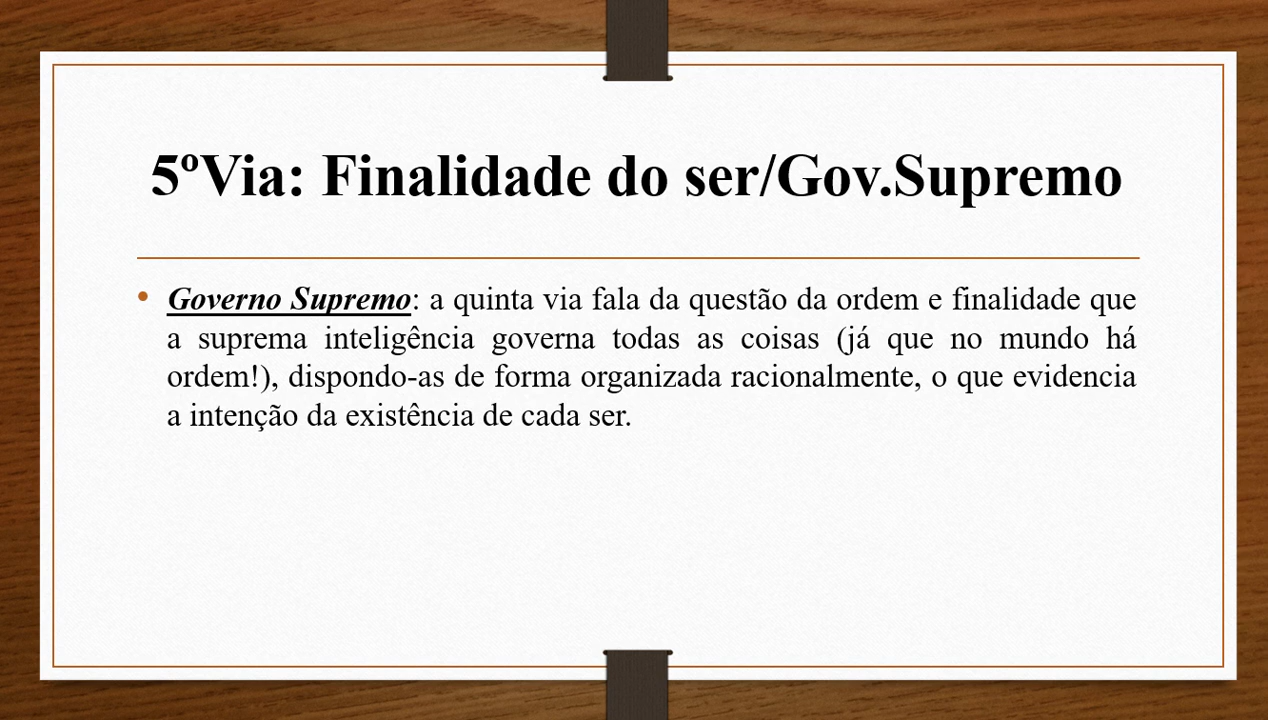 5ºVia: Finalidade do ser/Gov.Supremo
• Governo Supremo: a quinta via fala da questão da ordem e finalidade que
a suprema inteligência governa todas as coisas (já que no mundo há
ordem!), dispondo-as de forma organizada racionalmente, o que evidencia
a intenção da existência de cada ser.